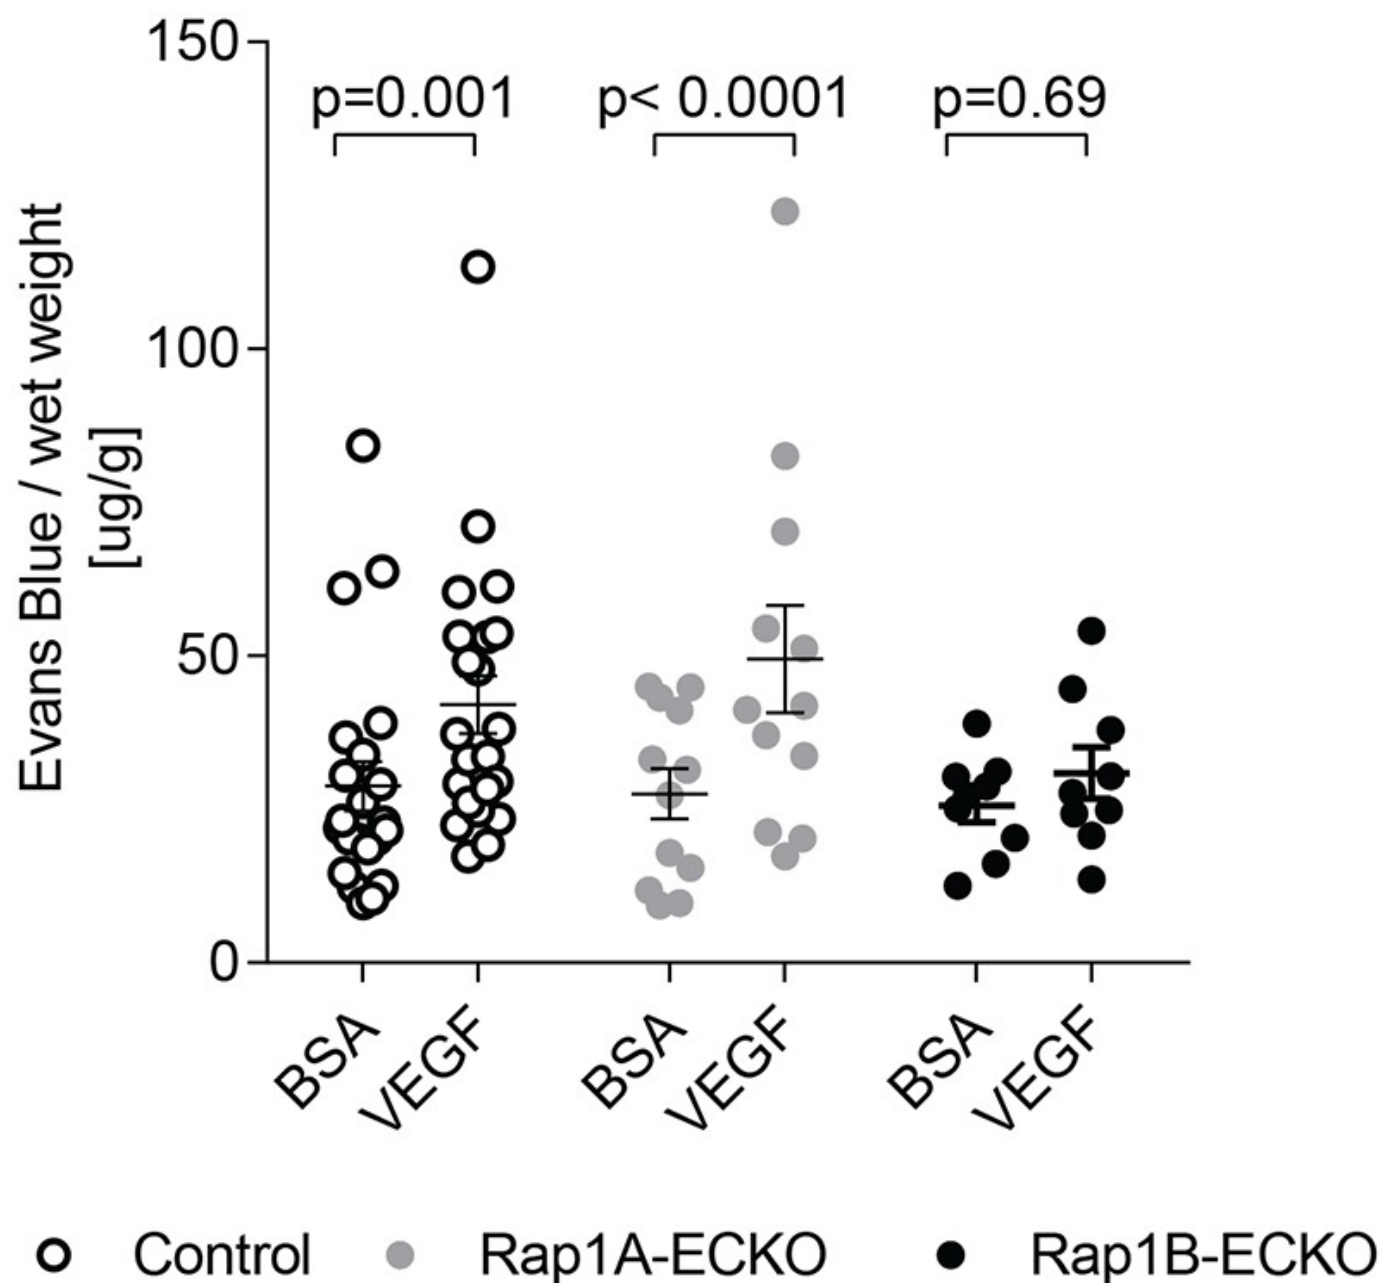 150
p=0.001 p< 0.0001 p=0.69
Evans Blue / wet weight
[ug/g]
100
50
0
BSA VEGF BSA VEGF BSA VEGF
Control Rap1A-ECKO Rap1B-ECKO